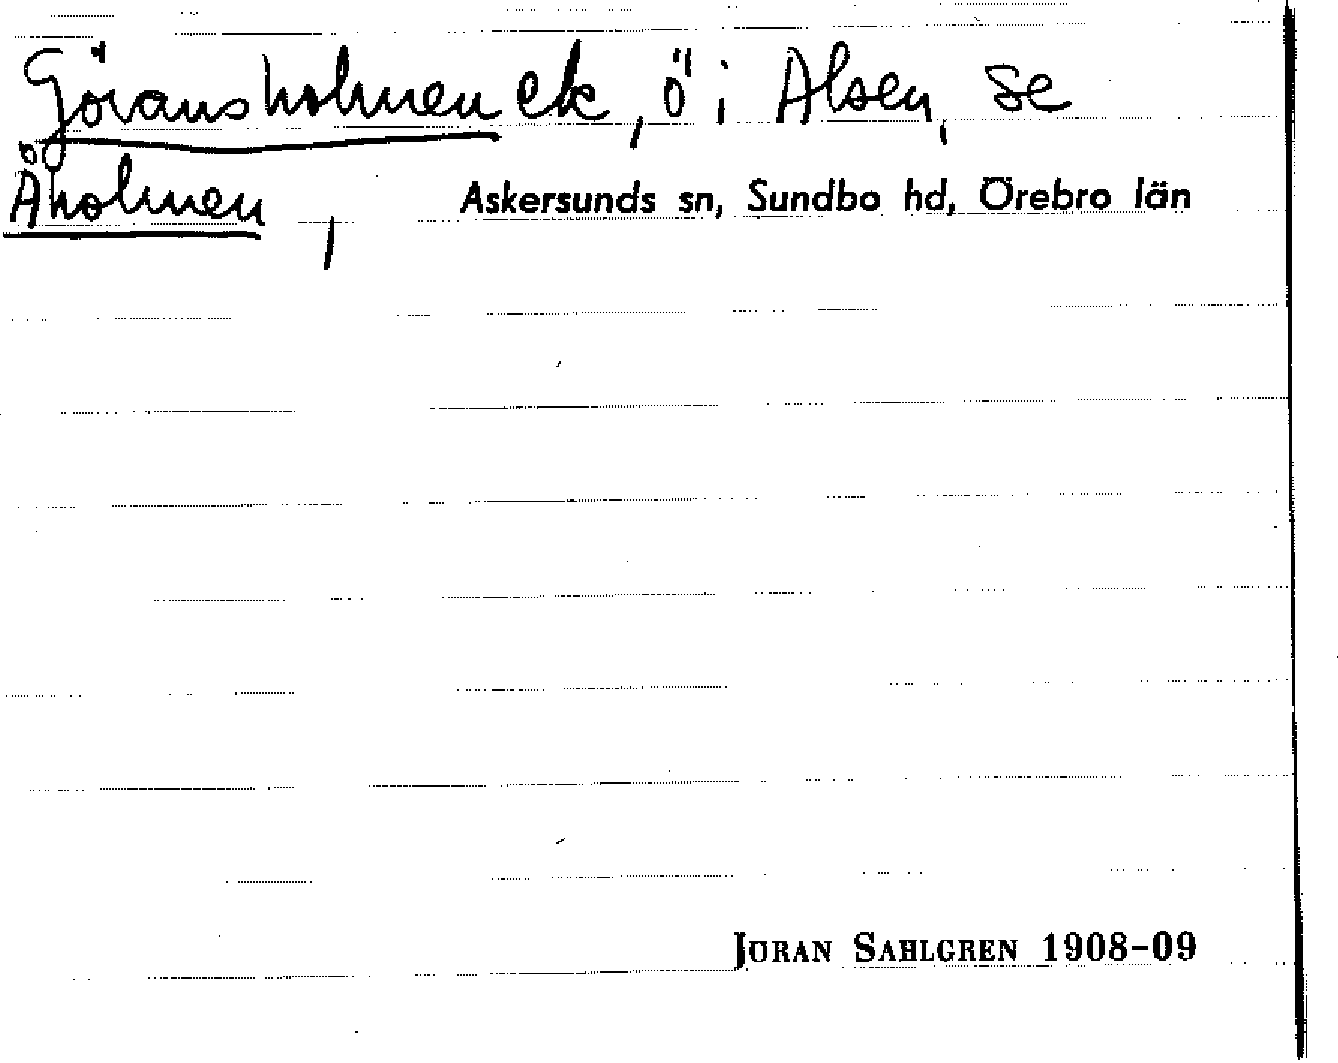 Göransholmen ek, ö i Alsen, se
Åholmen, Askersunds sn, Sundbo hd, Örebro län
JÖRAN SAHLGREN 1908-09